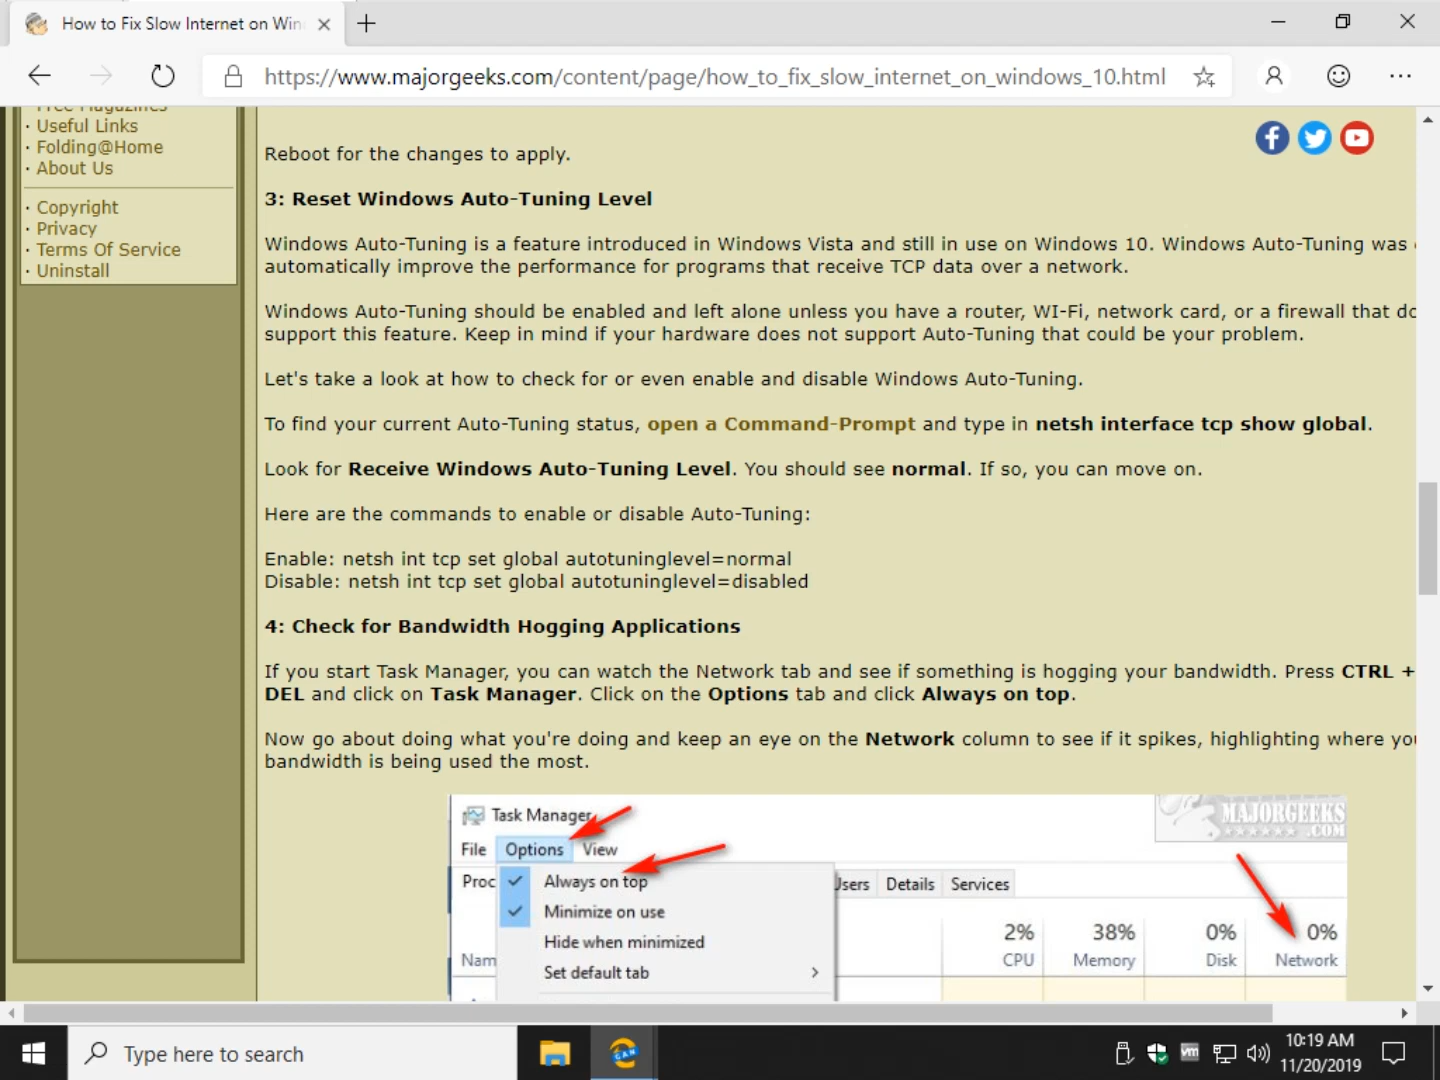 How to Fix Slow Internet on Win
https://www.majorgeeks.com/content/page/how_to_fix_slow_internet_on_windows_10.html
· Free Magazines
· Useful Links
· Folding@Home
· About Us
· Copyright
· Privacy
· Terms Of Service
· Uninstall
Reboot for the changes to apply.
3: Reset Windows Auto-Tuning Level
Windows Auto-Tuning is a feature introduced in Windows Vista and still in use on Windows 10. Windows Auto-Tuning was
automatically improve the performance for programs that receive TCP data over a network.
Windows Auto-Tuning should be enabled and left alone unless you have a router, WI-Fi, network card, or a firewall that do
support this feature. Keep in mind if your hardware does not support Auto-Tuning that could be your problem.
Let's take a look at how to check for or even enable and disable Windows Auto-Tuning.
To find your current Auto-Tuning status, open a Command-Prompt and type in netsh interface tcp show global.
Look for Receive Windows Auto-Tuning Level. You should see normal. If so, you can move on.
Here are the commands to enable or disable Auto-Tuning:
Enable: netsh int tcp set global autotuninglevel=normal
Disable: netsh int tcp set global autotuninglevel=disabled
4: Check for Bandwidth Hogging Applications
If you start Task Manager, you can watch the Network tab and see if something is hogging your bandwidth. Press CTRL +
DEL and click on Task Manager. Click on the Options tab and click Always on top.
Now go about doing what you're doing and keep an eye on the Network column to see if it spikes, highlighting where yo
bandwidth is being used the most.
Task Manager
MAJORGEEKS
.COM
File Options View
Proc
Always on top
Users Details Services
Minimize on use
Hide when minimized
Set default tab
Nam
2% 38% 0% 0%
CPU Memory Disk Network
Type here to search
CAN
vm
10:19 AM
11/20/2019